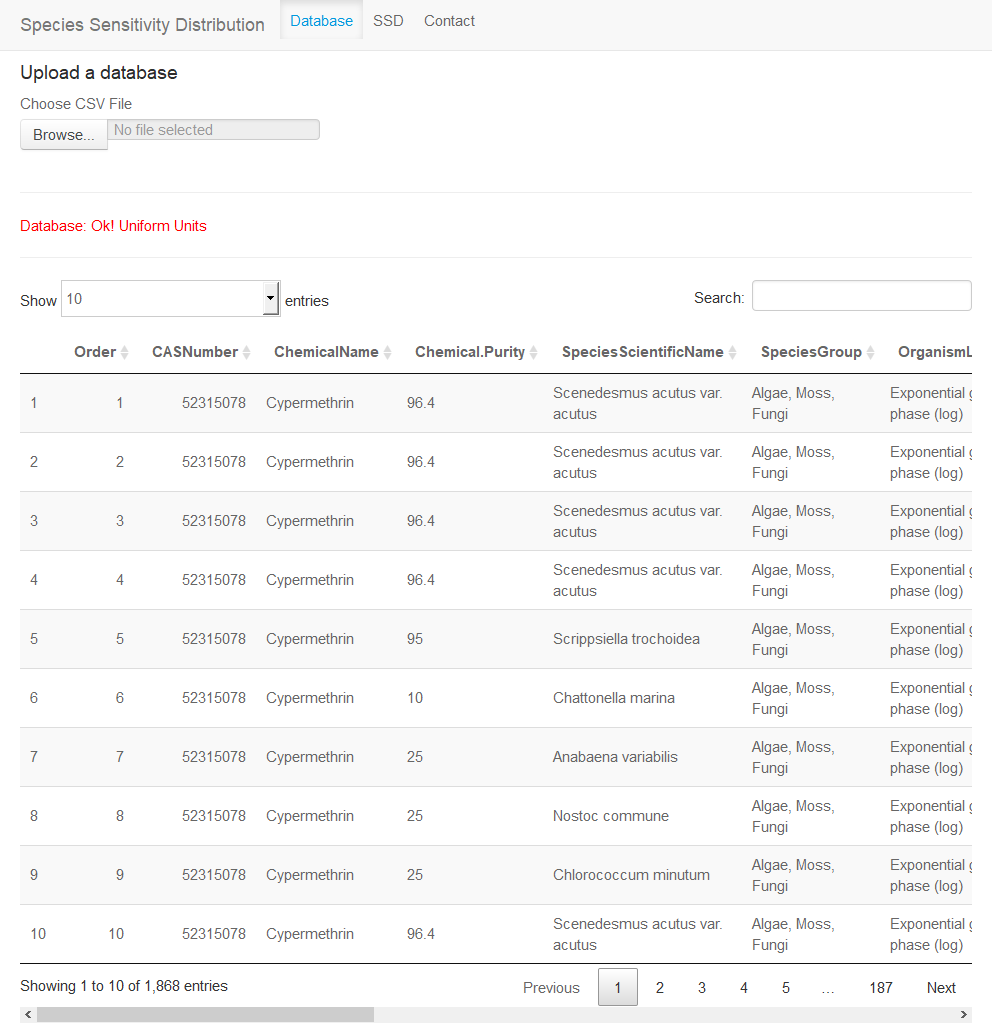 Species Sensitivity Distribution Database SSD Contact
Upload a database
Choose CSV File
Browse... No file selected
Database: Ok! Uniform Units
Show 10 entries Search:
Order CASNumber ChemicalName Chemical.Purity SpeciesScientificName SpeciesGroup OrganismL
1 1 52315078 Cypermethrin 96.4 Scenedesmus acutus var. Algae, Moss, Exponential g
acutus Fungi phase (log)
2 2 52315078 Cypermethrin 96.4 Scenedesmus acutus var. Algae, Moss, Exponential g
acutus Fungi phase (log)
3 3 52315078 Cypermethrin 96.4 Scenedesmus acutus var. Algae, Moss, Exponential g
acutus Fungi phase (log)
4 4 52315078 Cypermethrin 96.4 Scenedesmus acutus var. Algae, Moss, Exponential g
acutus Fungi phase (log)
5 5 52315078 Cypermethrin 95 Scrippsiella trochoidea Algae, Moss, Exponential g
Fungi phase (log)
6 6 52315078 Cypermethrin 10 Chattonella marina Algae, Moss, Exponential g
Fungi phase (log)
7 7 52315078 Cypermethrin 25 Anabaena variabilis Algae, Moss, Exponential g
Fungi phase (log)
8 8 52315078 Cypermethrin 25 Nostoc commune Algae, Moss, Exponential g
Fungi phase (log)
9 9 52315078 Cypermethrin 25 Chlorococcum minutum Algae, Moss, Exponential g
Fungi phase (log)
10 10 52315078 Cypermethrin 96.4 Scenedesmus acutus var. Algae, Moss, Exponential g
acutus Fungi phase (log)
Showing 1 to 10 of 1,868 entries Previous 1 2 3 4 5 … 187 Next